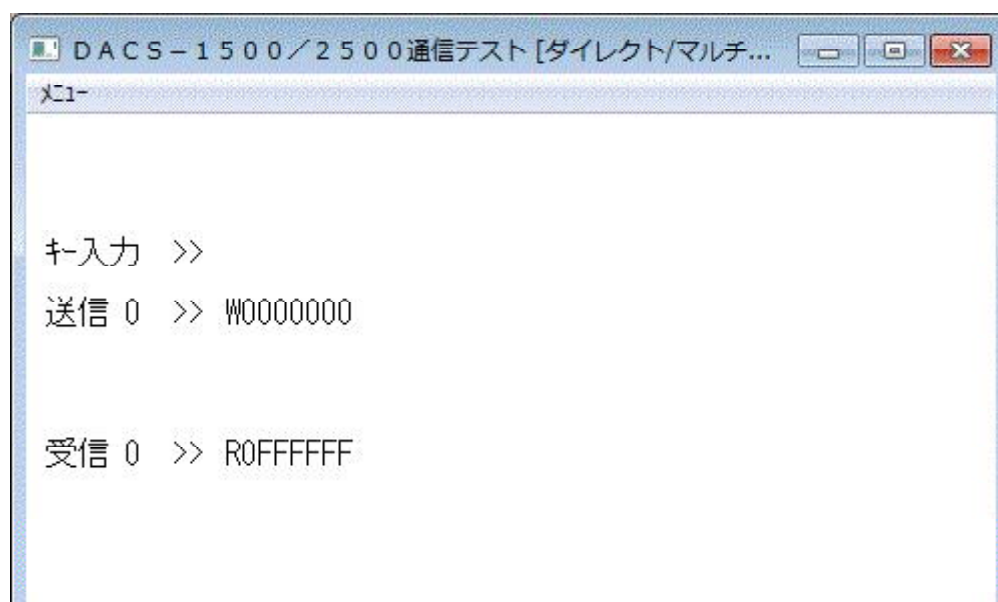 DACS-1500/2500通信テスト [ダイレクト/マルチ...
ﾒﾆｭｰ
ｷｰ入力 >>
送信 0 >> W0000000
受信 0 >> R0FFFFFF